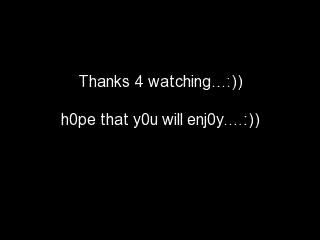 Thanks 4 watching...:))
h0pe that y0u will enj0y....:))